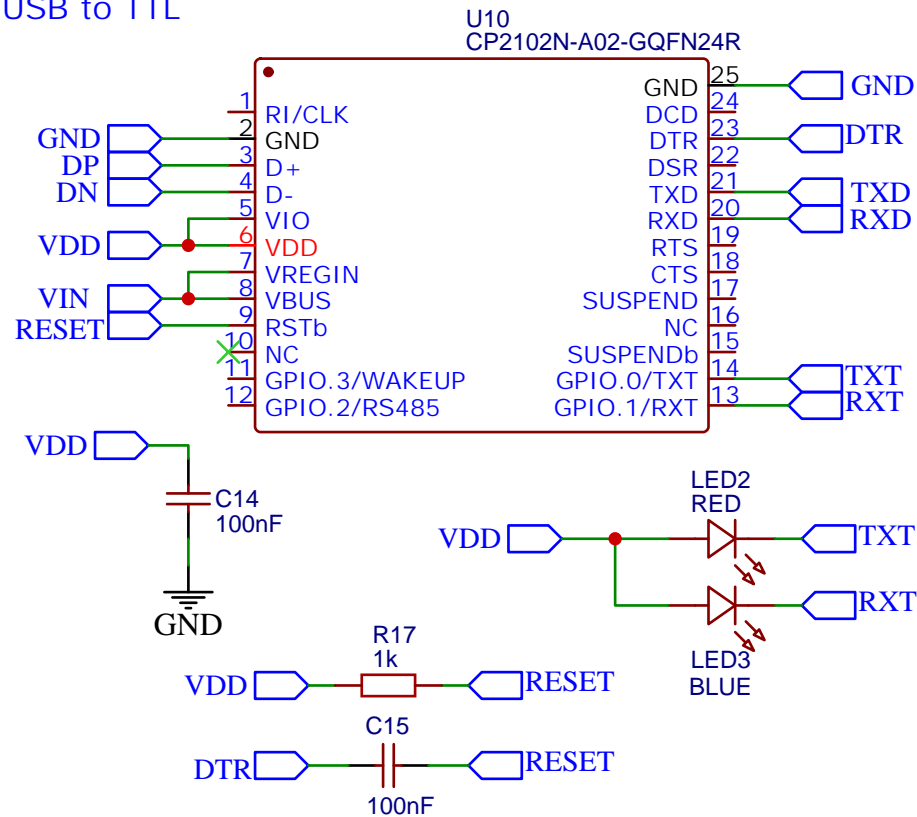 USB to TTL
U10
CP2102N-A02-GQFN24R
1 RI/CLK
2 GND
3 D+
4 D-
5 VIO
6 VDD
7 VREGIN
8 VBUS
9 RSTb
10 NC
11 GPIO.3/WAKEUP
12 GPIO.2/RS485
GND 25
DCD 24
DTR 23
DSR 22
TXD 21
RXD 20
RTS 19
CTS 18
SUSPEND 17
NC 16
SUSPENDb 15
GPIO.0/TXT 14
GPIO.1/RXT 13
GND
DP
DN
VDD
VIN
RESET
GND
DTR
TXD
RXD
TXT
RXT
VDD
C14
100nF
GND
LED2
RED
VDD
TXT
RXT
LED3
BLUE
R17
1k
VDD
RESET
C15
DTR
RESET
100nF